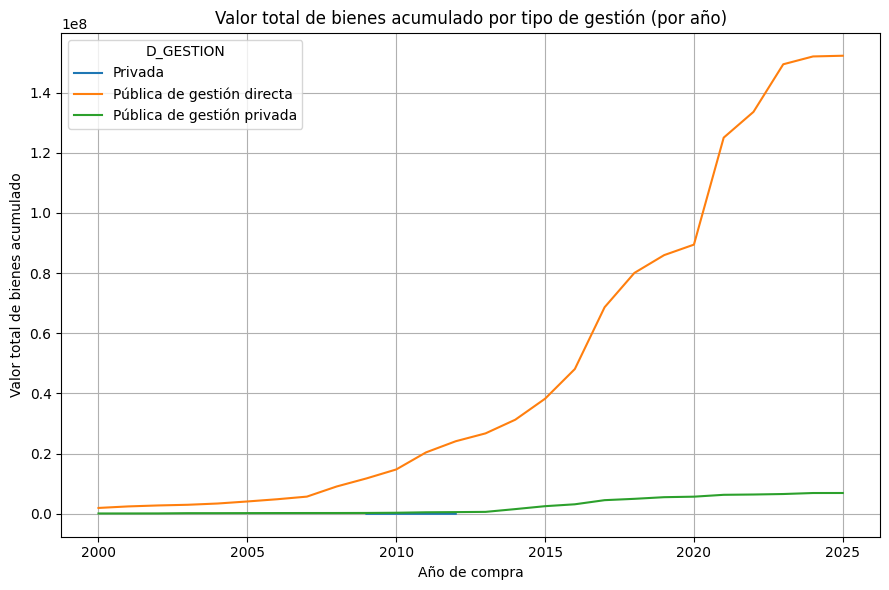 Valor total de bienes acumulado por tipo de gestión (por año)
1e8
D_GESTION
Privada
Pública de gestión directa
Pública de gestión privada
1.4
1.2
1.0
0.8
0.6
0.4
0.2
0.0
Valor total de bienes acumulado
2000
2005
2010
2015
2020
2025
Año de compra